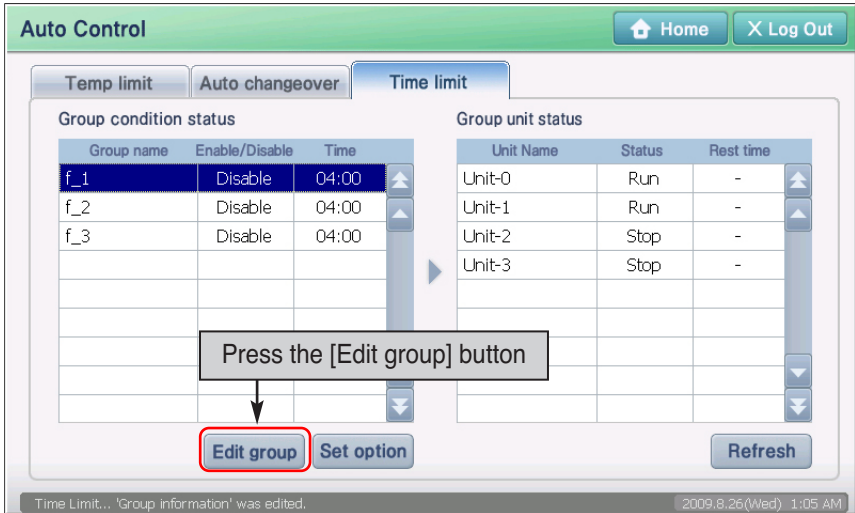 Auto Control Home X Log Out
Temp limit Auto changeover Time limit
Group condition status Group unit status
Group name Enable/Disable Time Unit Name Status Rest time
f_1 Disable 04:00 Unit-0 Run -
f_2 Disable 04:00 Unit-1 Run -
f_3 Disable 04:00 Unit-2 Stop -
Unit-3 Stop -
Press the [Edit group] button
Edit group Set option Refresh
Time Limit... 'Group information' was edited. 2009.8.26(Wed) 1:05 AM